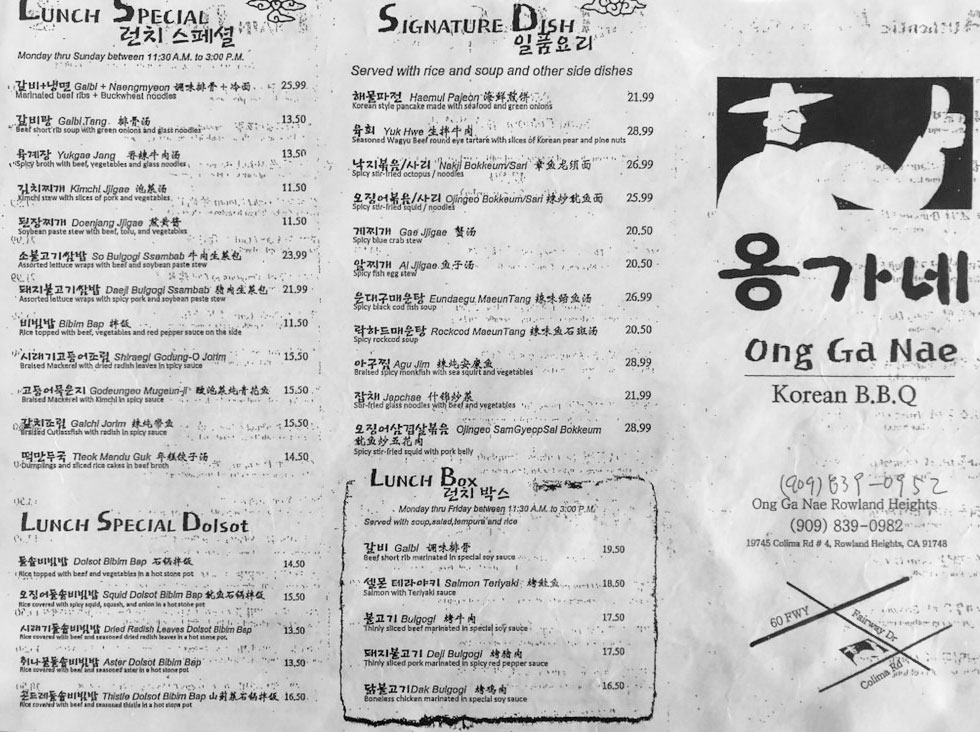 LUNCH SPECIAL
런치 스페셜
Monday thru Sunday between 11:30 A.M. to 3:00 P.M.
갈비+냉면 Galbi + Naengmyeon 调味排骨 + 冷面 25,99
Marinated beef ribs + Buckwheat noodles
갈비탕 Galbi Tang 排骨汤 13.50
Beef short rib soup with green onions and glass noodles
육계장 Yukgae Jang 香辣牛肉汤 13.50
Spicy broth with beef, vegetables and glass noodles
김치찌개 Kimchi Jjigae 泡菜汤 11.50
Kimchi stew with slices of pork and vegetables
된장찌개 Doenjang Jjigae 煎黄酱 11.50
Soybean paste stew with beef, tofu, and vegetables
소불고기쌈밥 So Bulgogi Ssambab 牛肉生菜包 23,99
Assorted lettuce wraps with beef and soybean paste stew
돼지불고기쌈밥 Daeji Bulgogi Ssambab 猪肉生菜包 21,99
Assorted lettuce wraps with spicy pork and soybean paste stew
비빔밥 Bibim Bap 拌饭 11,50
Rice topped with beef, vegetables and red pepper sauce on the side
시래기고등어조림 Shiraegi Godung-O Jorim 15,50
Braised Mackerel with dried radish leaves in spicy sauce
고등어묵은지 Godeungeo Mugeun-ji 酸泡菜炖青花鱼 15.50
Braised Mackerel with Kimchi in spicy sauce
갈치조림 Galchi Jorim 辣炖带鱼 15,50
Braised Cutlassfish with radish in spicy sauce
떡만두국 Tteok Mandu Guk 年糕饺子汤 14,50
Dumplings and sliced rice cakes in beef broth
LUNCH SPECIAL Dolsot
돌솥비빔밥 Dolsot Bibim Bap 石锅拌饭 14.50
Rice topped with beef and vegetables in a hot stone pot
오징어돌솥비빔밥 Squid Dolsot Bibim Bap 鱿鱼石锅拌饭 15,50
Rice covered with spicy squid, squash, and onion in a hot stone pot
시래기돌솥비빔밥 Dried Radish Leaves Dolsot Bibim Bap 13.50
Rice covered with beef and seasoned dried radish leaves in a hot stone pot.
취나물돌솥비빔밥 Aster Dolsot Bibim Bap 13,50
Rice covered with beef and seasoned aster in a hot stone pot
곤드레돌솥비빔밥 Thistle Dolsot Bibim Bap 山蓟菜石锅拌饭 16.50
Rice covered with beef and seasoned thistle in a hot stone pot
SIGNATURE DISH
일품요리
Served with rice and soup and other side dishes
해물파전 Haemul Pajeon 海鲜煎饼 21.99
Korean style pancake made with seafood and green onions
육회 Yuk Hwe 生拌牛肉 28,99
Seasoned Wagyu Beef round eye tartare with slices of Korean pear and pine nuts
낙지볶음/사리 Nakji Bokkeum/Sari 章鱼龙须面 26,99
Spicy stir-fried octopus / noodles
오징어볶음/사리 Ojingeo Bokkeum/Sari 辣炒鱿鱼面 25,99
Spicy stir-fried squid / noodles
게찌개 Gae Jjigae 蟹汤 20,50
Spicy blue crab stew
알찌개 Al Jjigae 鱼子汤 20,50
Spicy fish egg stew
은대구매운탕 Eundaegu MaeunTang 辣味鳕鱼汤 26,99
Spicy black cod fish soup
락하드매운탕 Rockcod MaeunTang 辣味鱼石斑汤 20,50
Spicy rockcod soup
아구찜 Agu Jim 辣炖安康鱼 28,99
Braised spicy monkfish with sea squirt and vegetables
잡채 Japchae 什锦炒菜 21,99
Stir-fried glass noodles with beef and vegetables
오징어삼겹살볶음 Ojingeo SamGyeopSal Bokkeum 28,99
鱿鱼炒五花肉
Spicy stir-fried squid with pork belly
LUNCH BOX
런치 박스
Monday thru Friday between 11:30 A.M. to 3:00 P.M.
Served with soup,salad,tempura and rice
갈비 Galbi 调味排骨 19,50
Beef short rib marinated in special soy sauce
셀몬 테라야키 Salmon Teriyaki 烤鲑鱼 18,50
Salmon with Teriyaki sauce
불고기 Bulgogi 烤牛肉 17.50
Thinly sliced beef marinated in special soy sauce
돼지불고기 Deji Bulgogi 烤猪肉 17.50
Thinly sliced pork marinated in spicy red pepper sauce
닭불고기 Dak Bulgogi 烤鸡肉 16,50
Boneless chicken marinated in special soy sauce
옹가네
Ong Ga Nae
Korean B.B.Q
(909) 839-0952
Ong Ga Nae Rowland Heights
(909) 839-0982
19745 Colima Rd # 4, Rowland Heights, CA 91748
60 FWY
Fairway Dr
Colima Rd